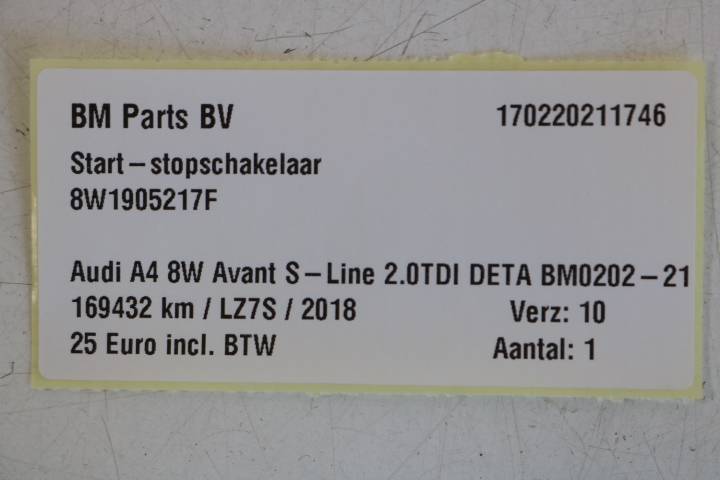 BM Parts BV 170220211746
Start-stopschakelaar
8W1905217F
Audi A4 8W Avant S-Line 2.0TDI DETA BM0202-21
169432 km / LZ7S / 2018 Verz: 10
25 Euro incl. BTW Aantal: 1